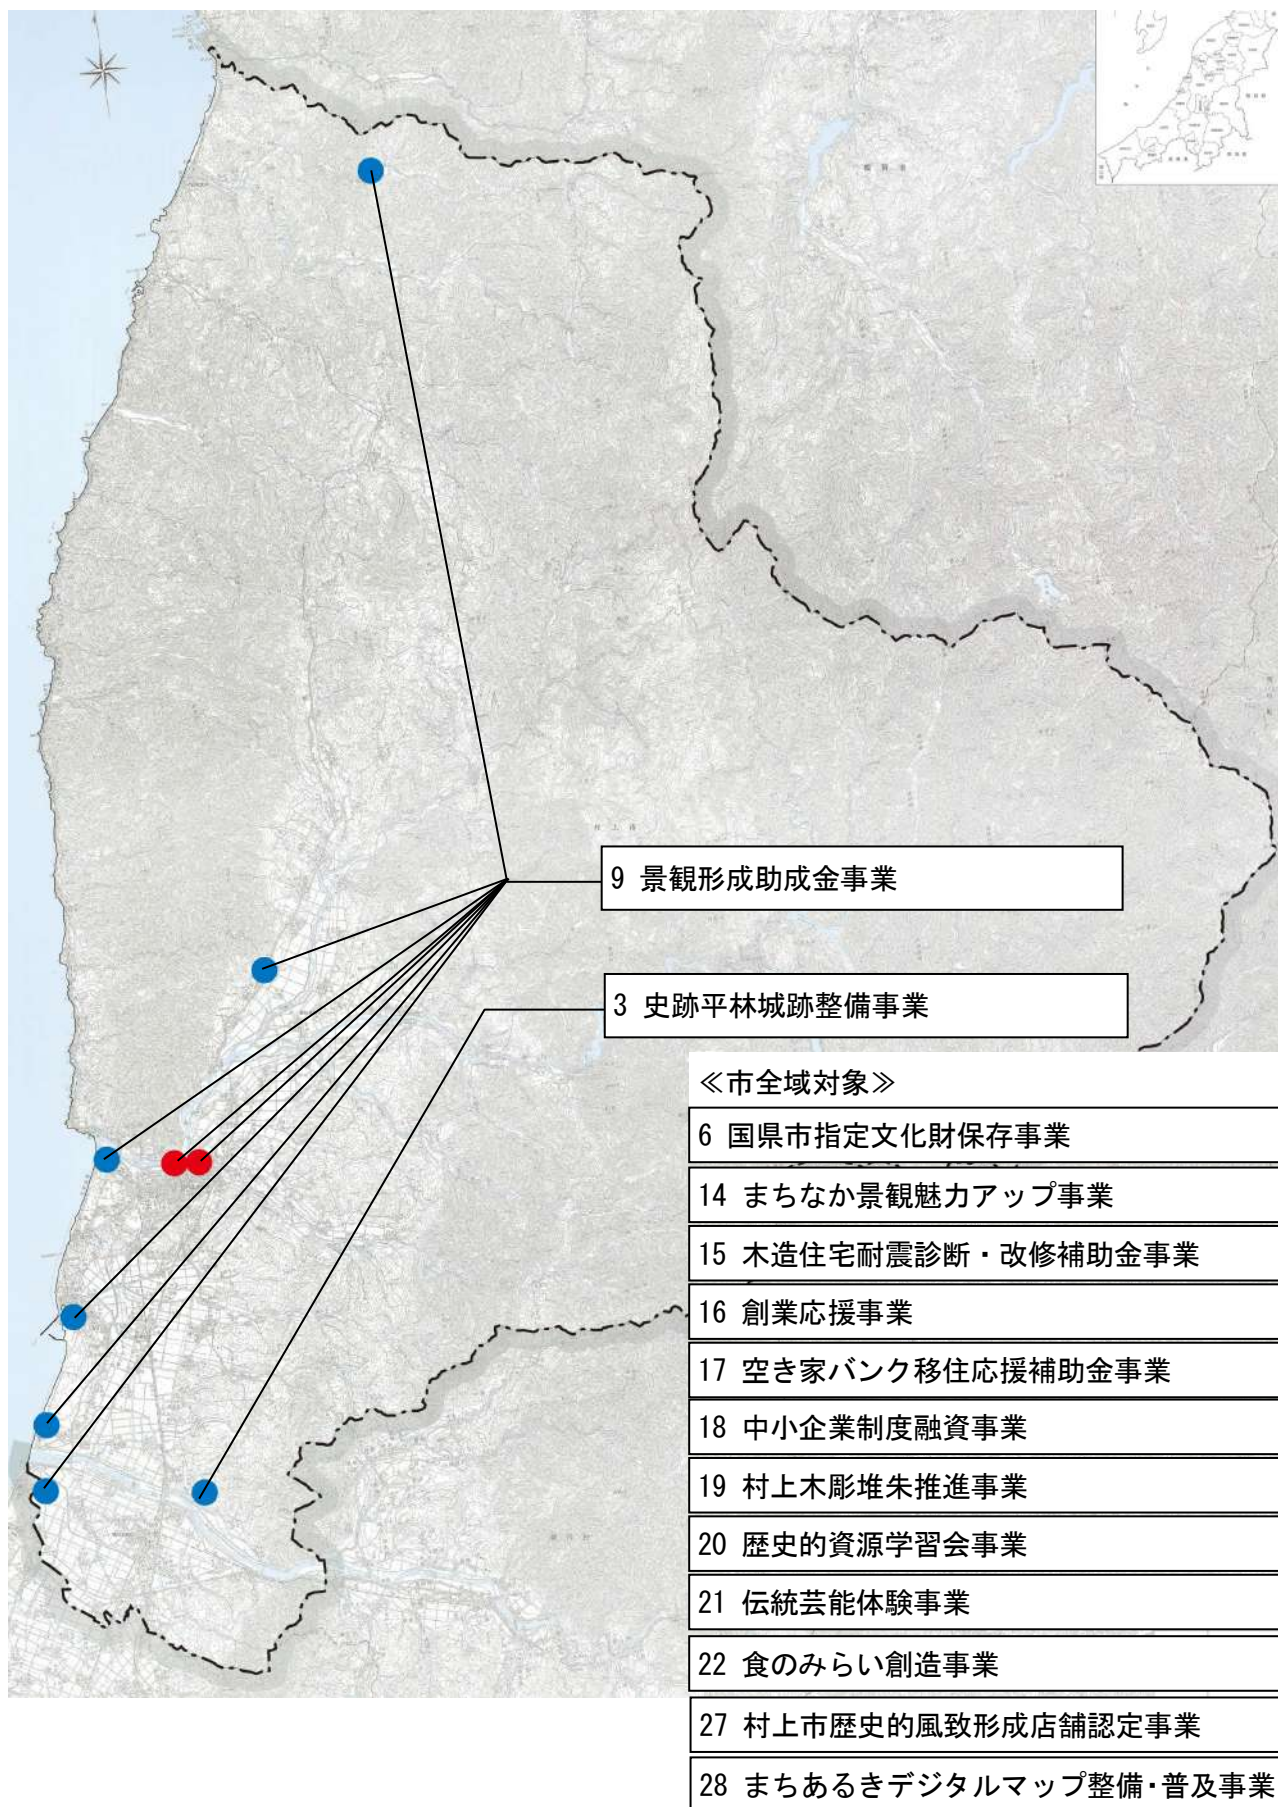 9 景観形成助成金事業
3 史跡平林城跡整備事業
≪市全域対象≫
6 国県市指定文化財保存事業
14 まちなか景観魅力アップ事業
15 木造住宅耐震診断・改修補助金事業
16 創業応援事業
17 空き家バンク移住応援補助金事業
18 中小企業制度融資事業
19 村上木彫堆朱推進事業
20 歴史的資源学習会事業
21 伝統芸能体験事業
22 食のみらい創造事業
27 村上市歴史的風致形成店舗認定事業
28 まちあるきデジタルマップ整備・普及事業